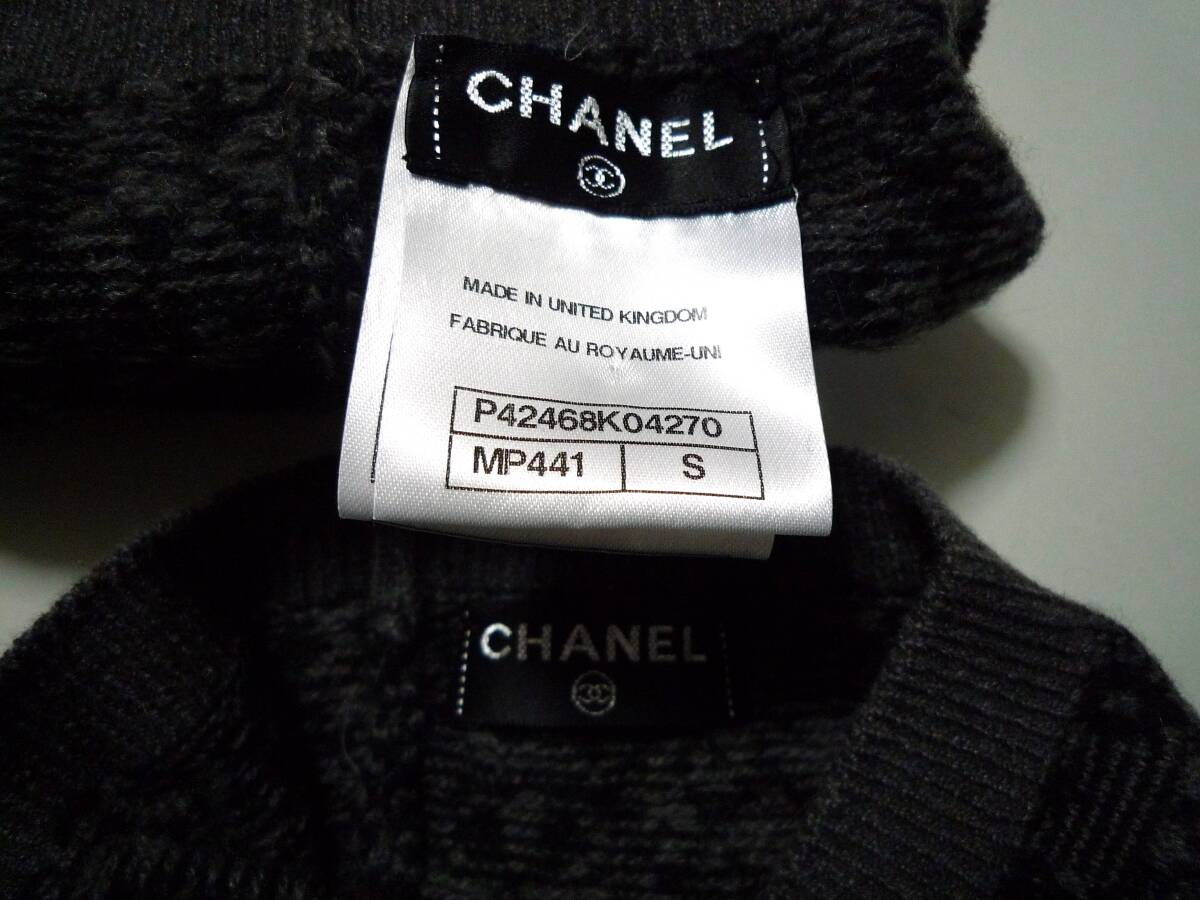 CHANEL
MADE IN UNITED KINGDOM
FABRIQUE AU ROYAUME-UNI
P42468K04270
MP441 S
CHANEL